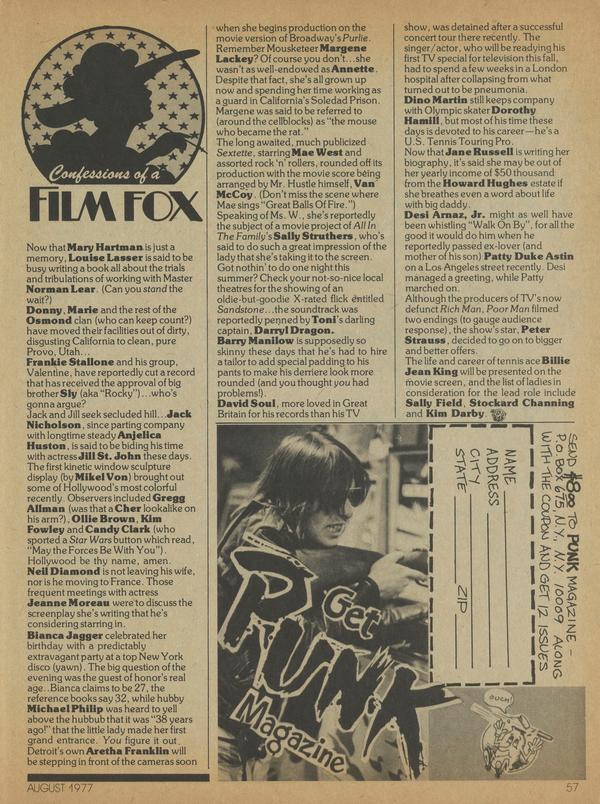 Confessions of a
FILM FOX
Now that Mary Hartman is just a
memory, Louise Lasser is said to be
busy writing a book all about the trials
and tribulations of working with Master
Norman Lear. (Can you stand the
wait?)
Donny, Marie and the rest of the
Osmond clan (who can keep count?)
have moved their facilities out of dirty,
disgusting California to clean, pure
Provo, Utah...
Frankie Stallone and his group,
Valentine, have reportedly cut a record
that has received the approval of big
brother Sly (aka "Rocky")...who's
gonna argue?
Jack and Jill seek secluded hill...Jack
Nicholson, since parting company
with longtime steady Anjelica
Huston, is said to be biding his time
with actress Jill St. John these days.
The first kinetic window sculpture
display (by Mikel Von) brought out
some of Hollywood's most colorful
recently. Observers included Gregg
Allman (was that a Cher lookalike on
his arm?), Ollie Brown, Kim
Fowley and Candy Clark (who
sported a Star Wars button which read,
"May the Forces Be With You").
Hollywood be thy name, amen.
Neil Diamond is not leaving his wife,
nor is he moving to France. Those
frequent meetings with actress
Jeanne Moreau were to discuss the
screenplay she's writing that he's
considering starring in.
Bianca Jagger celebrated her
birthday with a predictably
extravagant party at a top New York
disco (yawn). The big question of the
evening was the guest of honor's real
age...Bianca claims to be 27, the
reference books say 32, while hubby
Michael Philip was heard to yell
above the hubbub that it was "38 years
ago!" that the little lady made her first
grand entrance. You figure it out.
Detroit's own Aretha Franklin will
be stepping in front of the cameras soon
when she begins production on the
movie version of Broadway's Purlie.
Remember Mousketeer Margene
Lackey? Of course you don't...she
wasn't as well-endowed as Annette.
Despite that fact, she's all grown up
now and spending her time working as
a guard in California's Soledad Prison.
Margene was said to be referred to
(around the cellblocks) as "the mouse
who became the rat."
The long awaited, much publicized
Sextette, starring Mae West and
assorted rock 'n' rollers, rounded off its
production with the movie score being
arranged by Mr. Hustle himself, Van
McCoy. (Don't miss the scene where
Mae sings "Great Balls Of Fire.")
Speaking of Ms. W., she's reportedly
the subject of a movie project of All In
The Family's Sally Struthers, who's
said to do such a great impression of the
lady that she's taking it to the screen.
Got nothin' to do one night this
summer? Check your not-so-nice local
theatres for the showing of an
oldie-but-goodie X-rated flick entitled
Sandstone...the soundtrack was
reportedly penned by Toni's darling
captain, Darryl Dragon.
Barry Manilow is supposedly so
skinny these days that he's had to hire
a tailor to add special padding to his
pants to make his derriere look more
rounded (and you thought you had
problems!).
David Soul, more loved in Great
Britain for his records than his TV
show, was detained after a successful
concert tour there recently. The
singer/actor, who will be readying his
first TV special for television this fall,
had to spend a few weeks in a London
hospital after collapsing from what
turned out to be pneumonia.
Dino Martin still keeps company
with Olympic skater Dorothy
Hamill, but most of his time these
days is devoted to his career—he's a
U.S. Tennis Touring Pro.
Now that Jane Russell is writing her
biography, it's said she may be out of
her yearly income of $50 thousand
from the Howard Hughes estate if
she breathes even a word about life
with big daddy.
Desi Arnaz, Jr. might as well have
been whistling "Walk On By", for all the
good it would do him when he
reportedly passed ex-lover (and
mother of his son) Patty Duke Astin
on a Los Angeles street recently. Desi
managed a greeting, while Patty
marched on.
Although the producers of TV's now
defunct Rich Man, Poor Man filmed
two endings (to gauge audience
response), the show's star, Peter
Strauss, decided to go on to bigger
and better offers.
The life and career of tennis ace Billie
Jean King will be presented on the
movie screen, and the list of ladies in
consideration for the lead role include
Sally Field, Stockard Channing
and Kim Darby.
Get
PUNK
Magazine
SEND $8.00 TO PUNK MAGAZINE -
P.O. BOX 675, N.Y., N.Y. 10009 ALONG
WITH THE COUPON AND GET 12 ISSUES
NAME
ADDRESS
CITY
STATE ZIP
OUCH!
AUGUST 1977
57